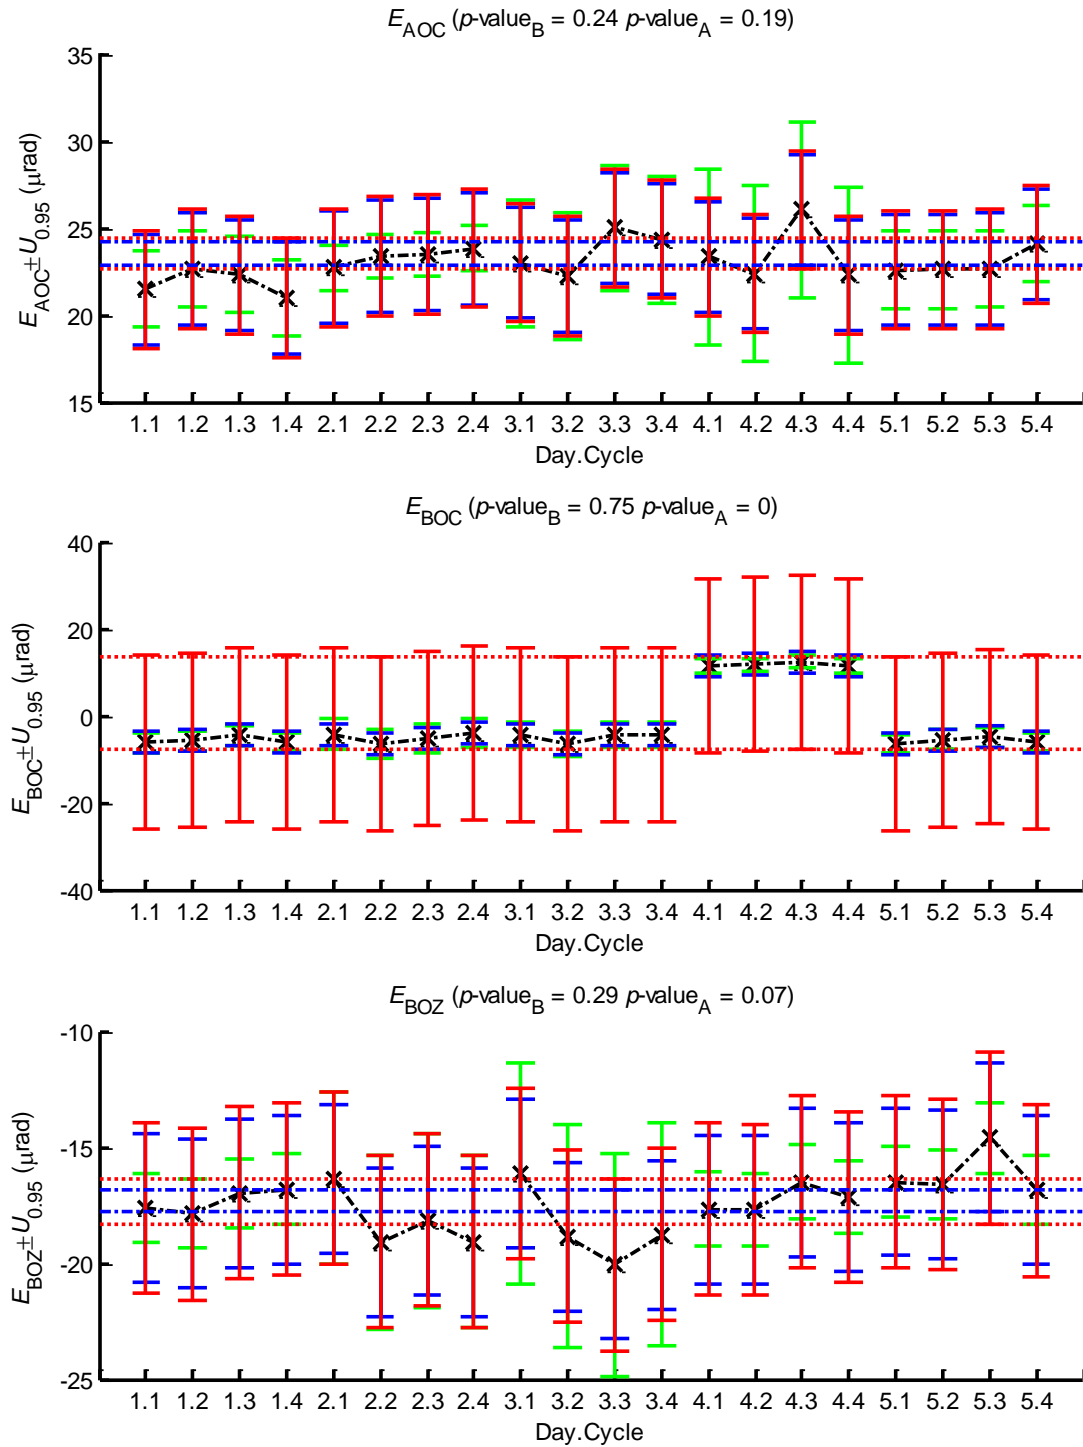 E_AOC (p-value_B = 0.24 p-value_A = 0.19)
E_AOC ± U_0.95 (μrad)
35
30
25
20
15
1.1 1.2 1.3 1.4 2.1 2.2 2.3 2.4 3.1 3.2 3.3 3.4 4.1 4.2 4.3 4.4 5.1 5.2 5.3 5.4
Day.Cycle
E_BOC (p-value_B = 0.75 p-value_A = 0)
E_BOC ± U_0.95 (μrad)
40
20
0
-20
-40
1.1 1.2 1.3 1.4 2.1 2.2 2.3 2.4 3.1 3.2 3.3 3.4 4.1 4.2 4.3 4.4 5.1 5.2 5.3 5.4
Day.Cycle
E_BOZ (p-value_B = 0.29 p-value_A = 0.07)
E_BOZ ± U_0.95 (μrad)
-10
-15
-20
-25
1.1 1.2 1.3 1.4 2.1 2.2 2.3 2.4 3.1 3.2 3.3 3.4 4.1 4.2 4.3 4.4 5.1 5.2 5.3 5.4
Day.Cycle